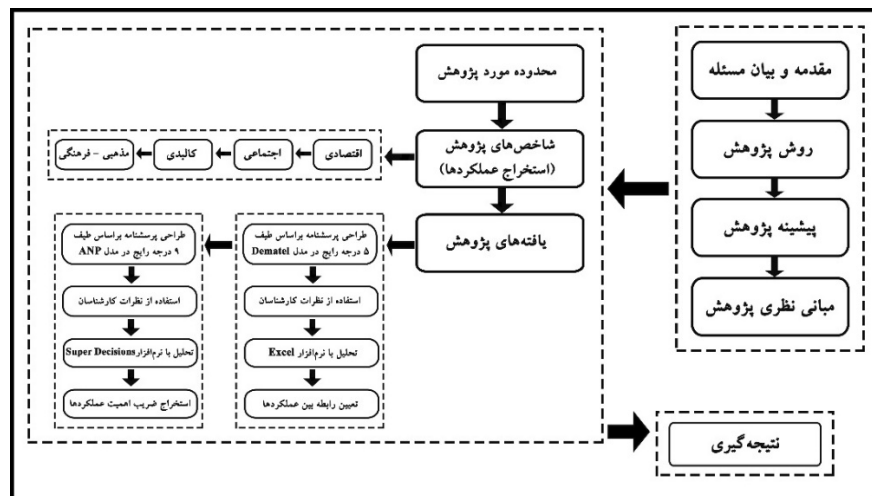 مقدمه و بیان مسئله
روش پژوهش
پیشینه پژوهش
مبانی نظری پژوهش
محدوده مورد پژوهش
شاخص‌های پژوهش
(استخراج عملکردها)
اقتصادی
اجتماعی
کالبدی
مذهبی - فرهنگی
یافته‌های پژوهش
طراحی پرسشنامه براساس طیف
۵ درجه رایج در مدل Dematel
استفاده از نظرات کارشناسان
تحلیل با نرم‌افزار Excel
تعیین رابطه بین عملکردها
طراحی پرسشنامه براساس طیف
۹ درجه رایج در مدل ANP
استفاده از نظرات کارشناسان
تحلیل با نرم‌افزار Super Decisions
استخراج ضریب اهمیت عملکردها
نتیجه‌گیری